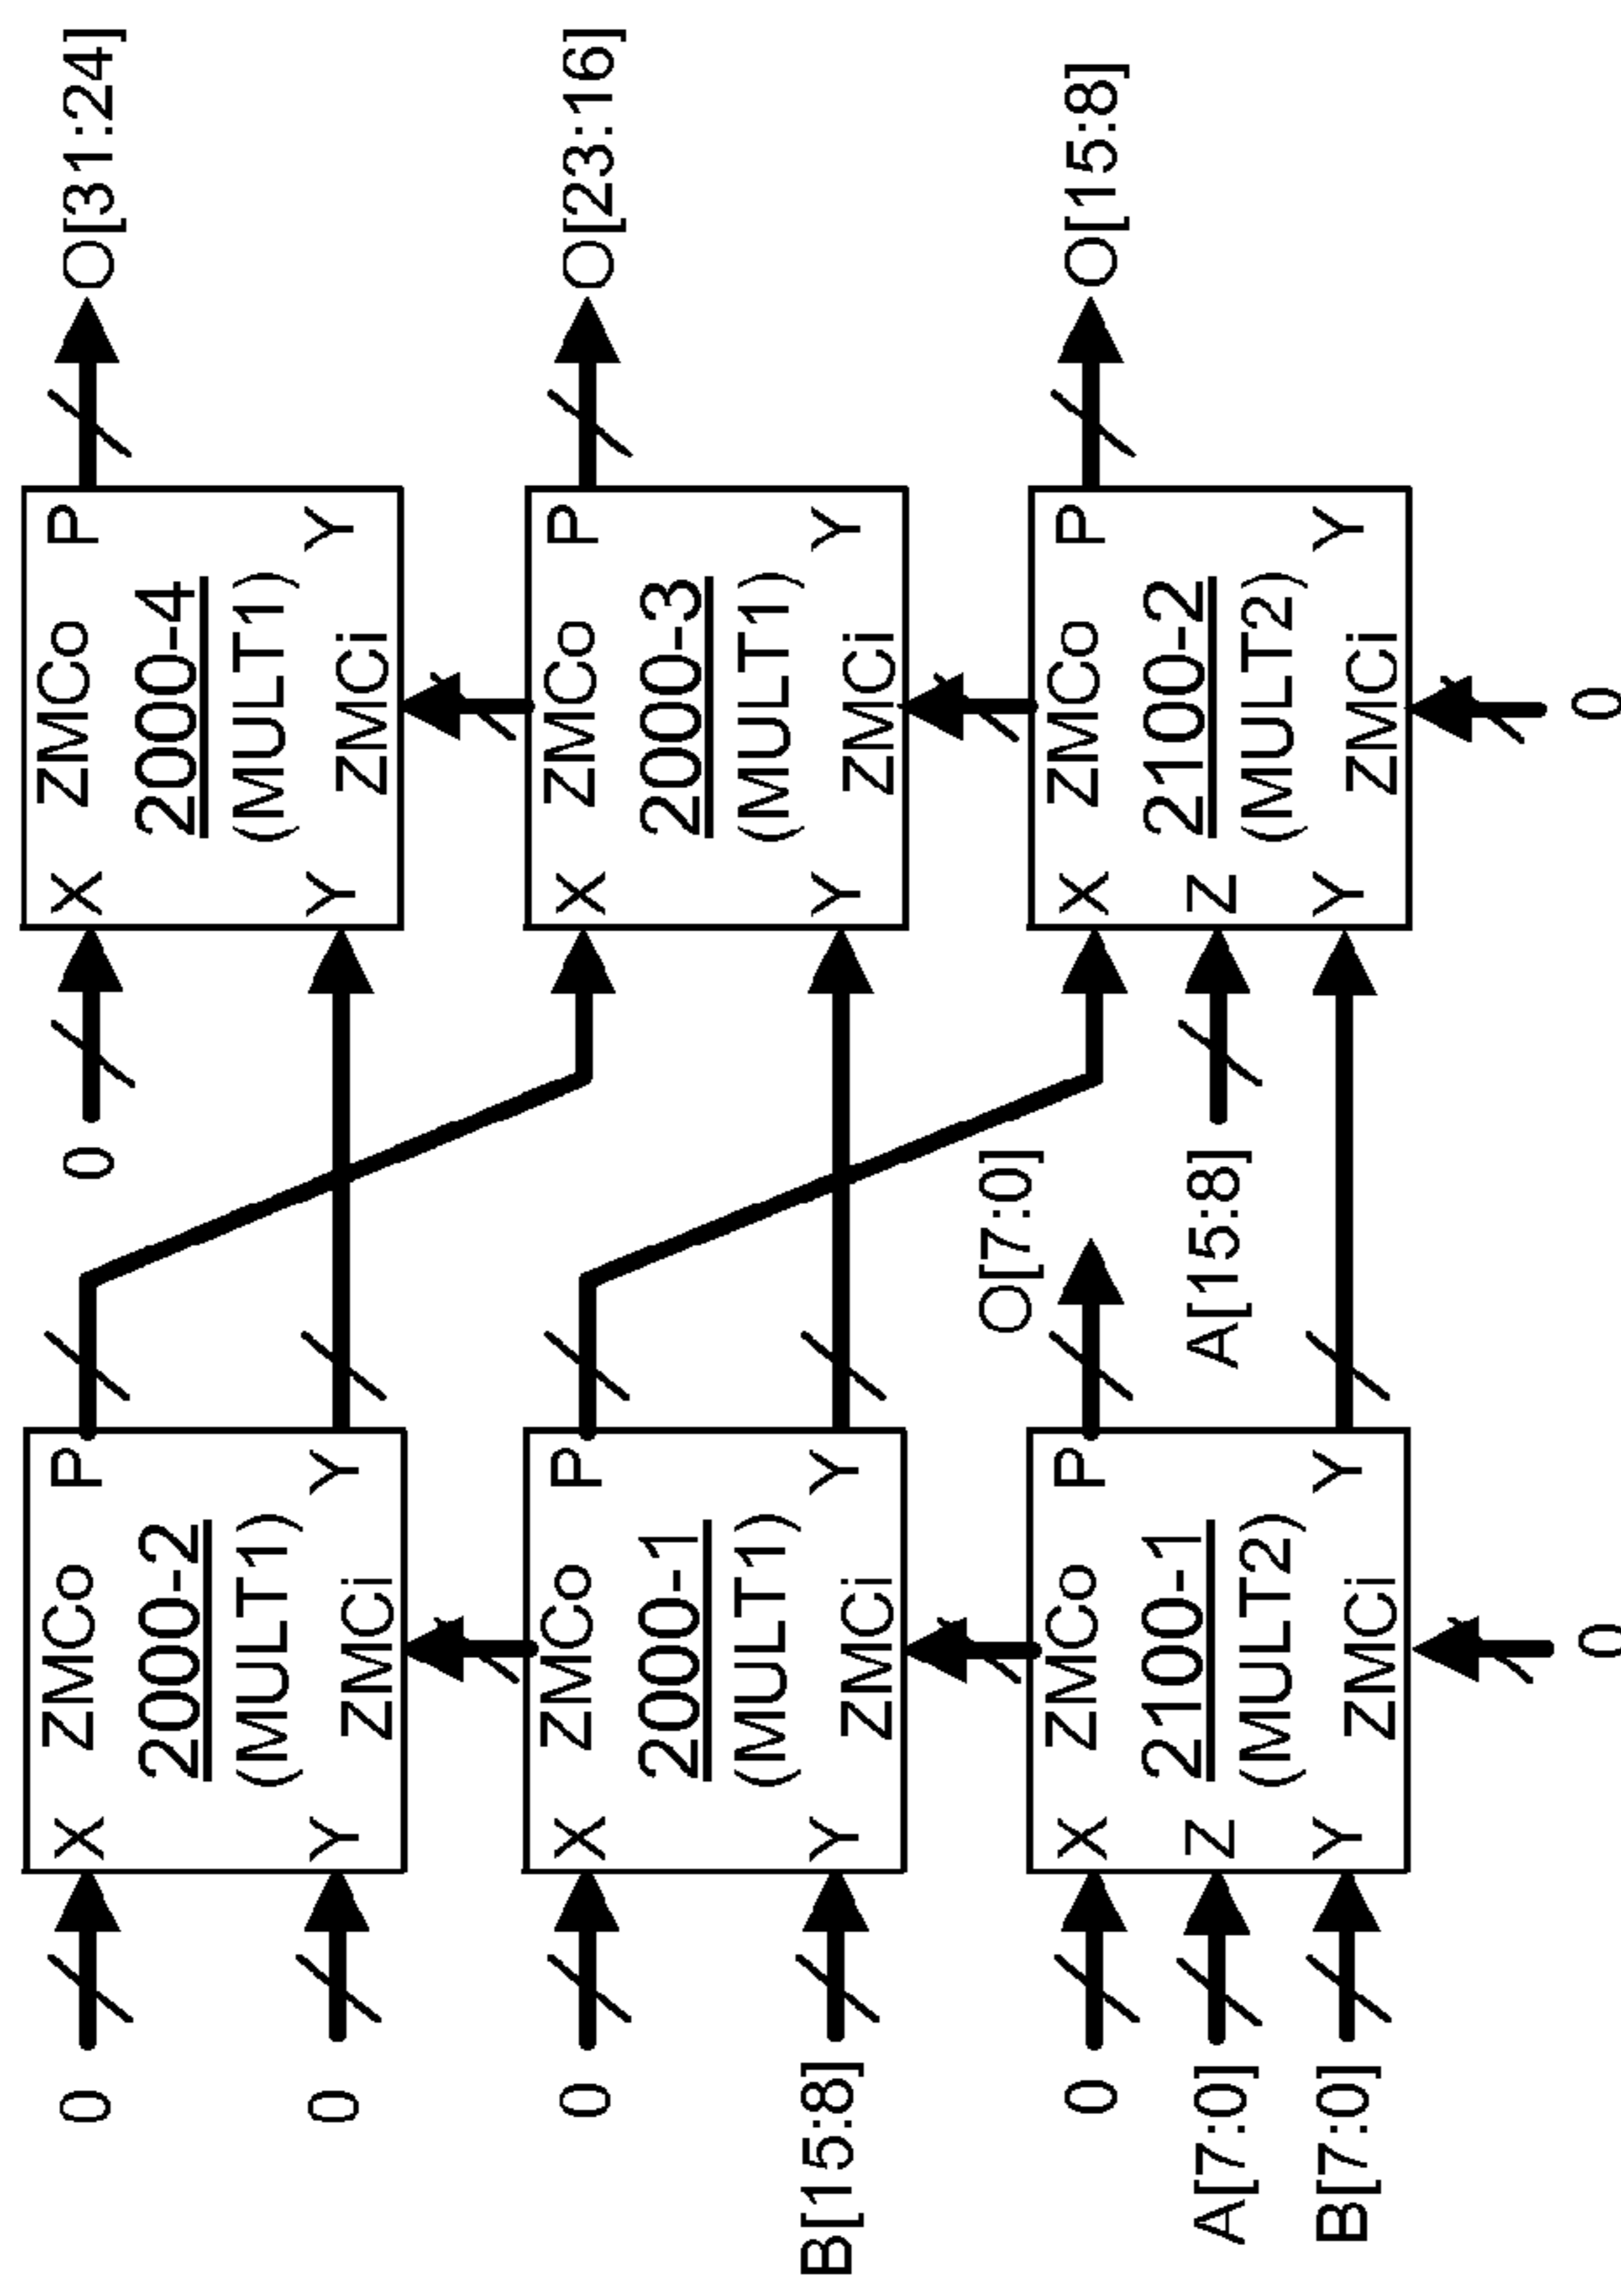 0 X ZMCo P 0 X ZMCo P O[31:24]
2000-2 2000-4
(MULT1) (MULT1)
0 Y Y Y Y
ZMCi ZMCi
0 X ZMCo P X ZMCo P O[23:16]
2000-1 2000-3
(MULT1) (MULT1)
B[15:8] Y Y Y Y
ZMCi ZMCi
O[7:0]
0 X ZMCo P X ZMCo P O[15:8]
2100-1 2100-2
A[7:0] Z A[15:8] Z
(MULT2) (MULT2)
B[7:0] Y Y Y Y
ZMCi ZMCi
0 0